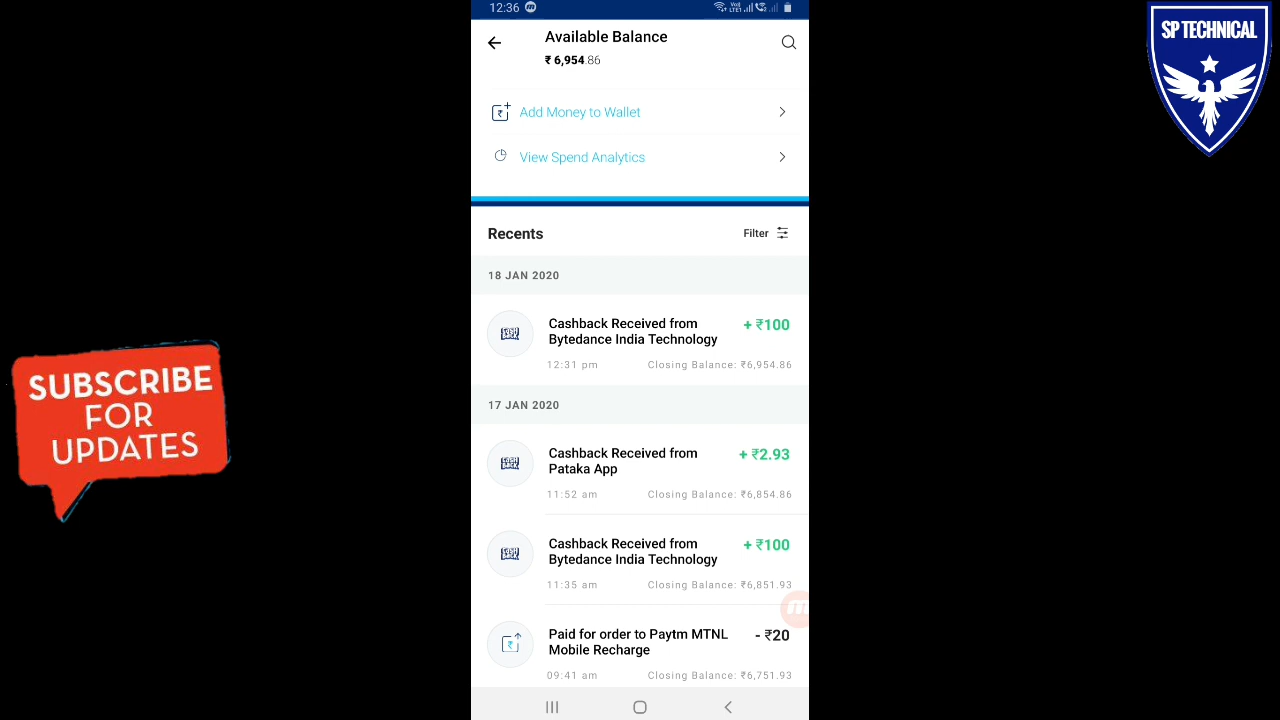 12:36
SP TECHNICAL
Available Balance
₹ 6,954.86
Add Money to Wallet
View Spend Analytics
Recents
Filter
18 JAN 2020
Cashback Received from
Bytedance India Technology
+ ₹100
12:31 pm
Closing Balance: ₹6,954.86
17 JAN 2020
Cashback Received from
Pataka App
+ ₹2.93
11:52 am
Closing Balance: ₹6,854.86
Cashback Received from
Bytedance India Technology
+ ₹100
11:35 am
Closing Balance: ₹6,851.93
Paid for order to Paytm MTNL
Mobile Recharge
- ₹20
09:41 am
Closing Balance: ₹6,751.93
SUBSCRIBE
FOR
UPDATES